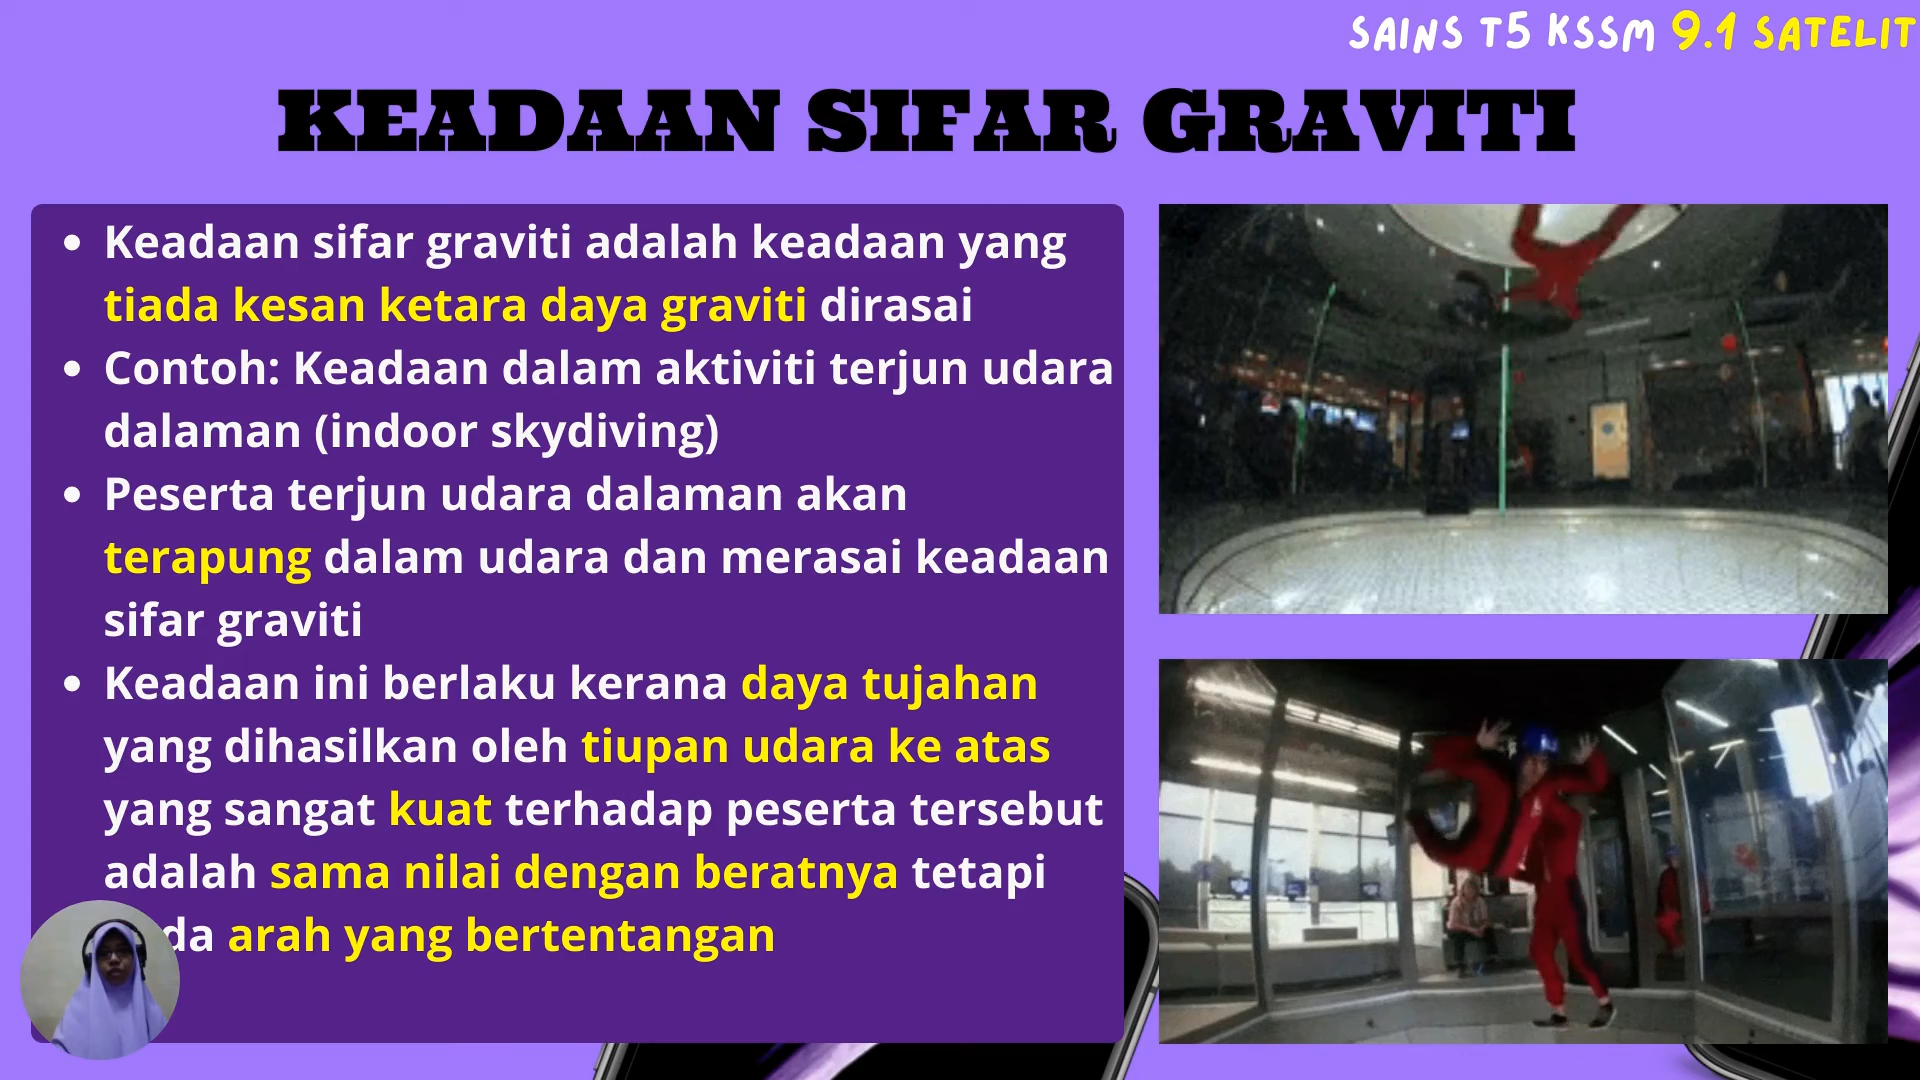 SAINS T5 KSSM 9.1 SATELIT
KEADAAN SIFAR GRAVITI
• Keadaan sifar graviti adalah keadaan yang
tiada kesan ketara daya graviti dirasai
• Contoh: Keadaan dalam aktiviti terjun udara
dalaman (indoor skydiving)
• Peserta terjun udara dalaman akan
terapung dalam udara dan merasai keadaan
sifar graviti
• Keadaan ini berlaku kerana daya tujahan
yang dihasilkan oleh tiupan udara ke atas
yang sangat kuat terhadap peserta tersebut
adalah sama nilai dengan beratnya tetapi
arah yang bertentangan